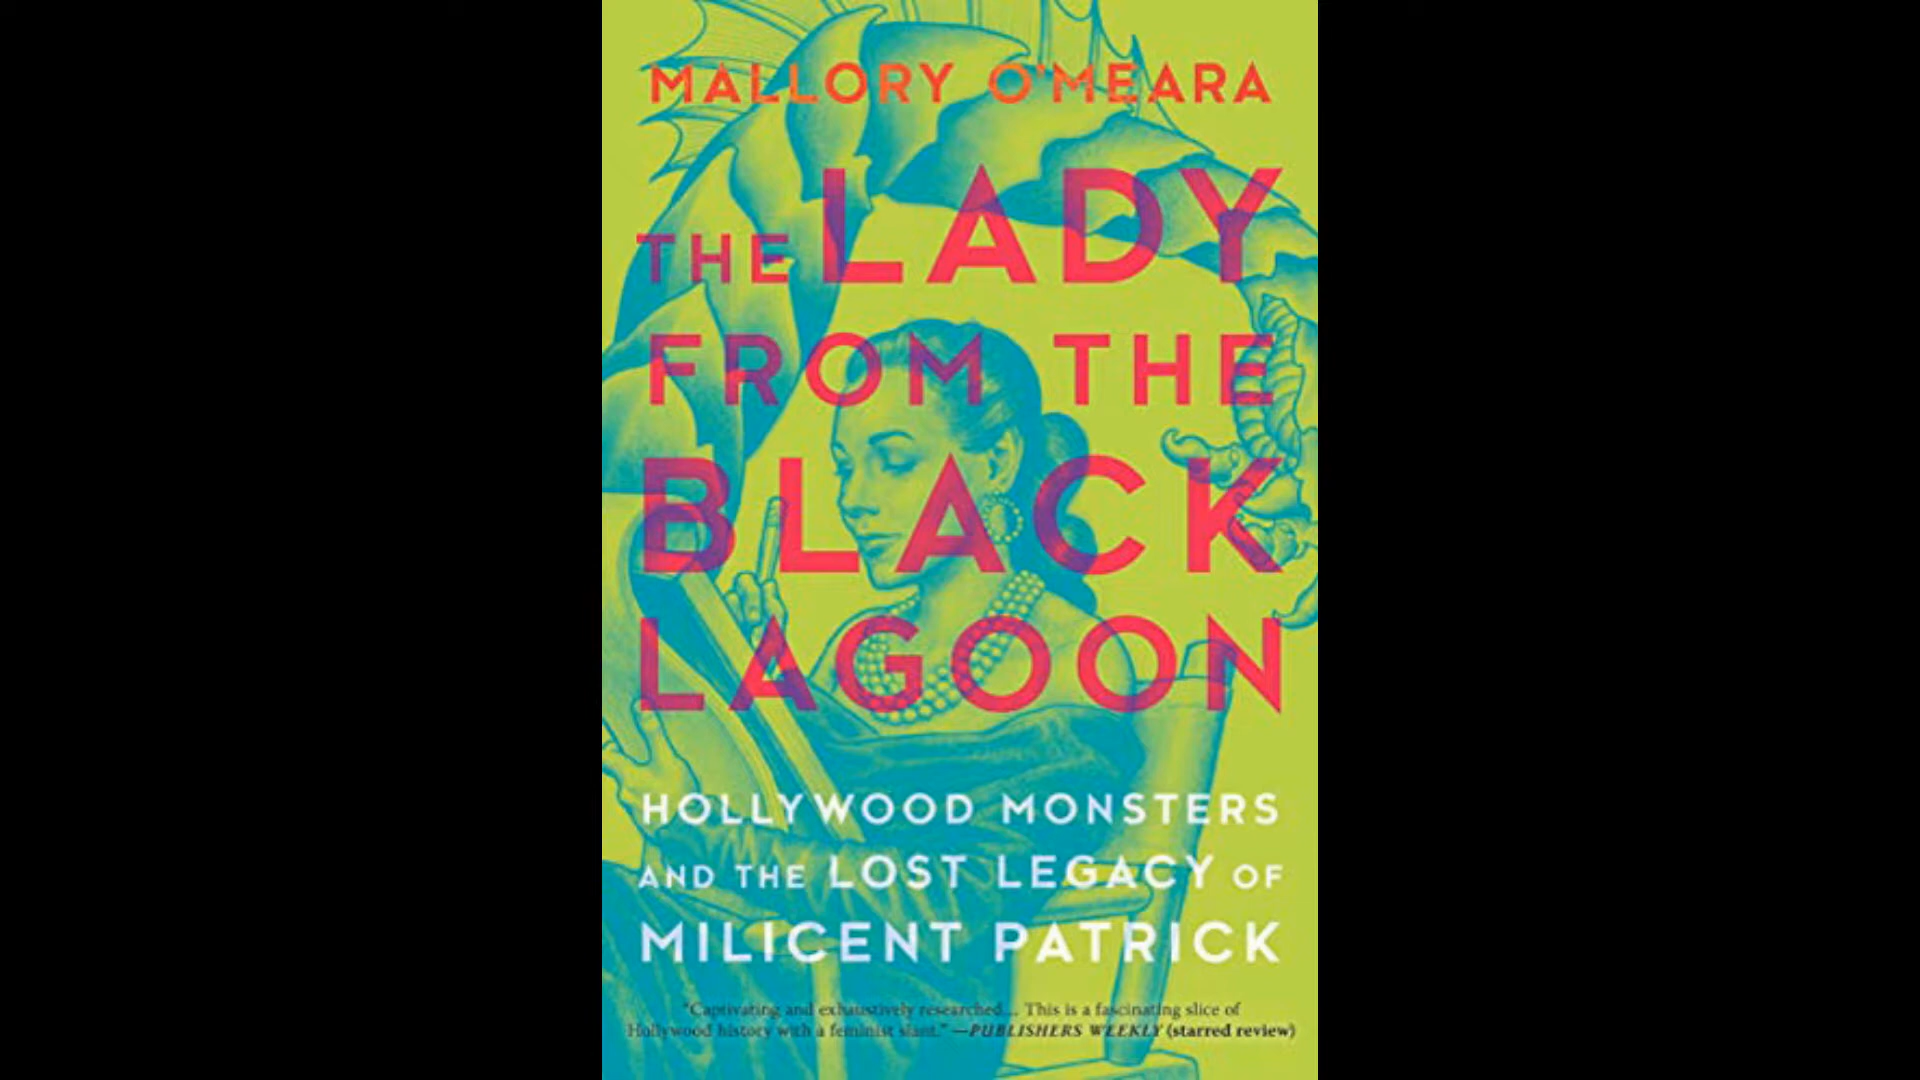 MALLORY O'MEARA
THE LADY
FROM THE
BLACK
LAGOON
HOLLYWOOD MONSTERS
AND THE LOST LEGACY OF
MILICENT PATRICK
"Captivating and exhaustively researched.... This is a fascinating slice of
Hollywood history with a feminist slant." —PUBLISHERS WEEKLY (starred review)